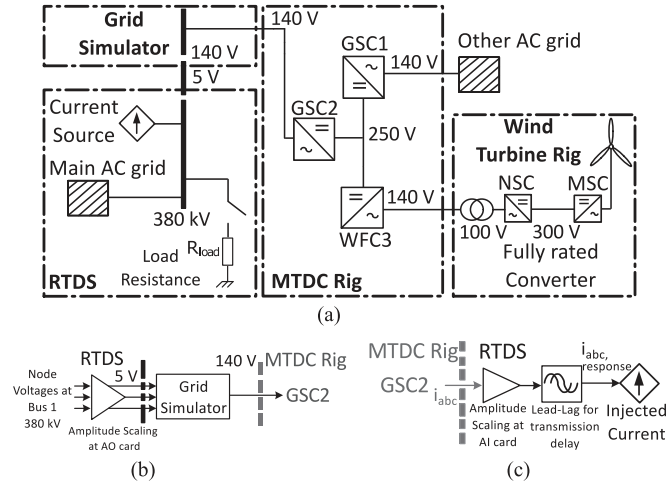 Grid
Simulator
140 V
140 V
5 V
Current
Source
Main AC grid
380 kV
Rload
Load
Resistance
RTDS
GSC1
140 V
Other AC grid
GSC2
250 V
WFC3
140 V
MTDC Rig
Wind
Turbine Rig
NSC
MSC
100 V
300 V
Fully rated
Converter
(a)
Node
Voltages at
Bus 1
380 kV
RTDS
5 V
Amplitude Scaling
at AO card
Grid
Simulator
140 V
MTDC Rig
GSC2
(b)
MTDC Rig
GSC2
iabc
RTDS
Amplitude
Scaling at
AI card
Lead-Lag for
transmission
delay
iabc,
response
Injected
Current
(c)